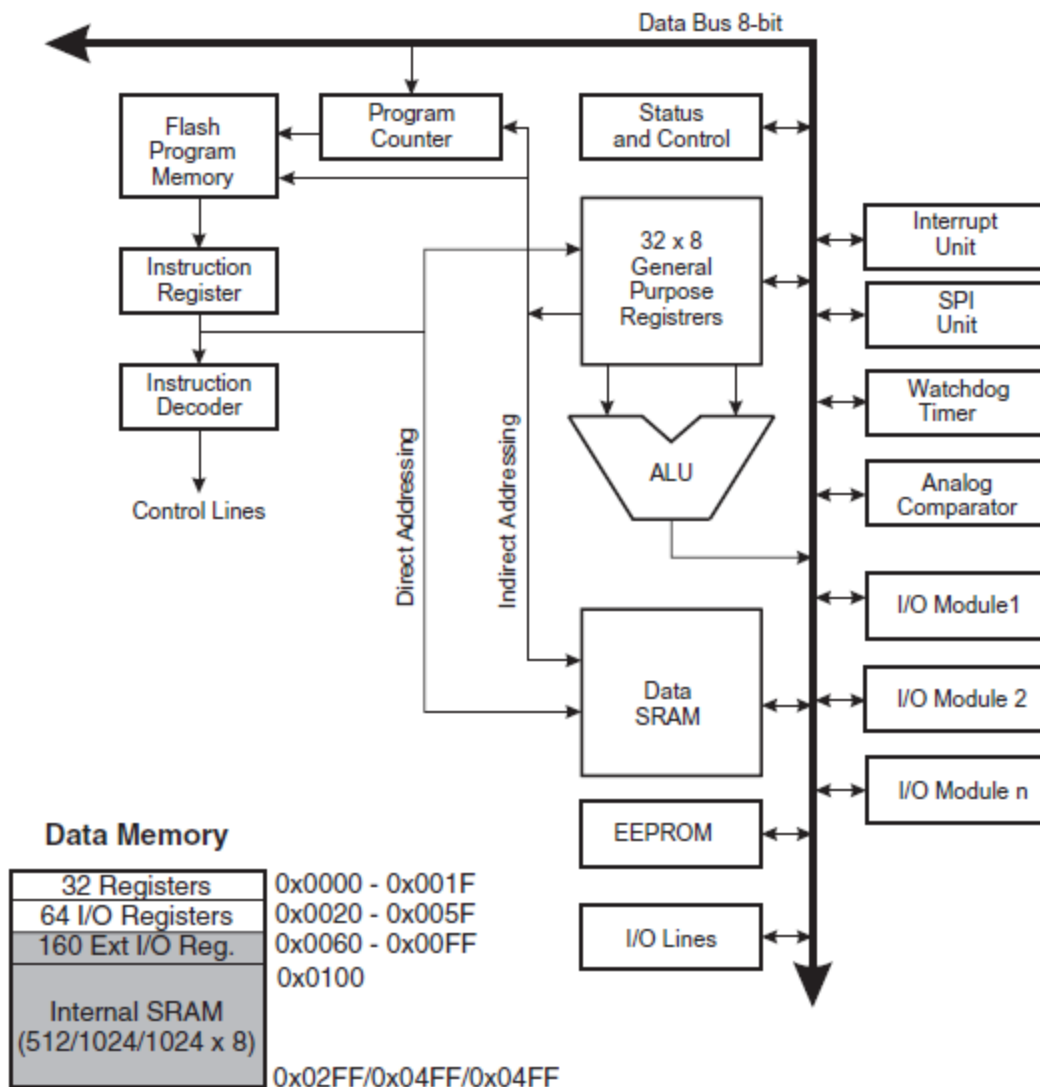 Data Bus 8-bit
Flash
Program
Memory
Program
Counter
Status
and Control
32 x 8
General
Purpose
Registrers
Interrupt
Unit
Instruction
Register
SPI
Unit
Instruction
Decoder
Watchdog
Timer
Control Lines
Direct Addressing
Indirect Addressing
ALU
Analog
Comparator
I/O Module1
Data
SRAM
I/O Module 2
I/O Module n
EEPROM
I/O Lines
Data Memory
32 Registers 0x0000 - 0x001F
64 I/O Registers 0x0020 - 0x005F
160 Ext I/O Reg. 0x0060 - 0x00FF
0x0100
Internal SRAM
(512/1024/1024 x 8)
0x02FF/0x04FF/0x04FF